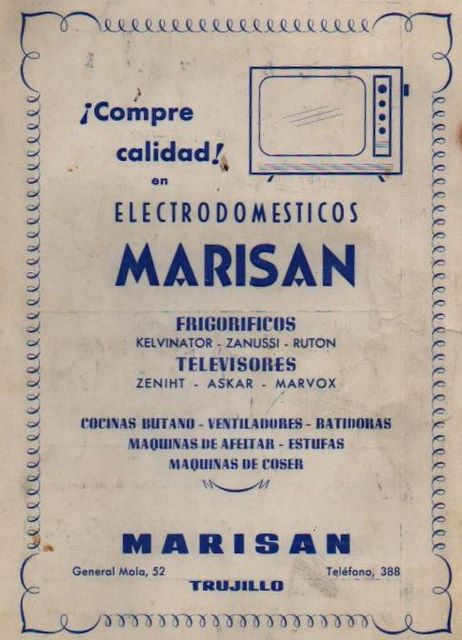 ¡Compre
calidad!
en
ELECTRODOMESTICOS
MARISAN
FRIGORIFICOS
KELVINATOR - ZANUSSI - RUTON
TELEVISORES
ZENIHT - ASKAR - MARVOX
COCINAS BUTANO - VENTILADORES - BATIDORAS
MAQUINAS DE AFEITAR - ESTUFAS
MAQUINAS DE COSER
MARISAN
General Mola, 52 Teléfono, 388
TRUJILLO